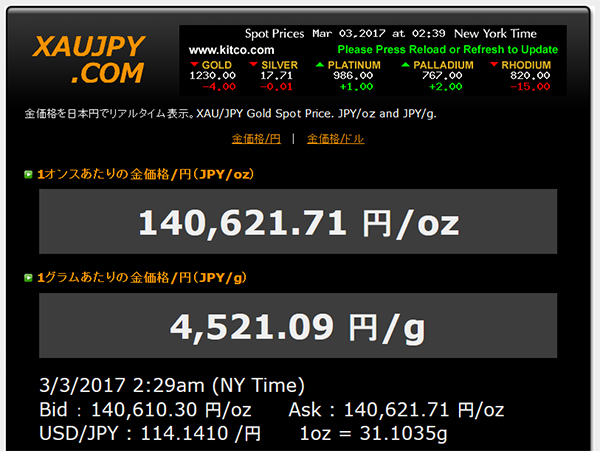 XAUJPY
.COM
Spot Prices Mar 03,2017 at 02:39 New York Time
www.kitco.com Please Press Reload or Refresh to Update
GOLD SILVER PLATINUM PALLADIUM RHODIUM
1230.00 17.71 986.00 767.00 820.00
-4.00 -0.01 +1.00 +2.00 -15.00
金価格を日本円でリアルタイム表示。XAU/JPY Gold Spot Price. JPY/oz and JPY/g.
金価格/円 | 金価格/ドル
1オンスあたりの金価格/円(JPY/oz)
140,621.71 円/oz
1グラムあたりの金価格/円(JPY/g)
4,521.09 円/g
3/3/2017 2:29am (NY Time)
Bid : 140,610.30 円/oz Ask : 140,621.71 円/oz
USD/JPY : 114.1410 /円 1oz = 31.1035g